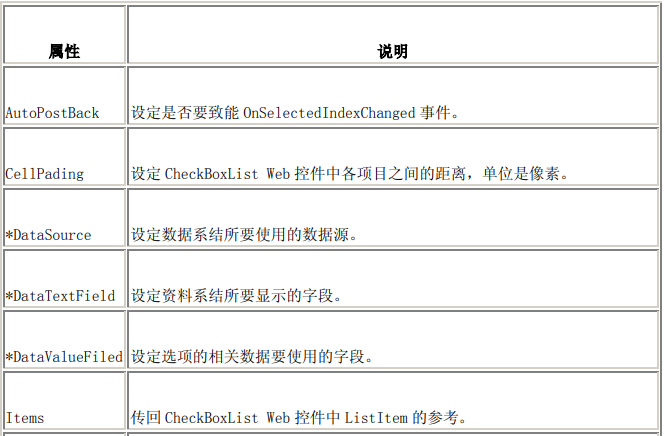 属性 说明
AutoPostBack 设定是否要致能 OnSelectedIndexChanged 事件。
CellPading 设定 CheckBoxList Web 控件中各项目之间的距离，单位是像素。
*DataSource 设定数据系结所要使用的数据源。
*DataTextField 设定资料系结所要显示的字段。
*DataValueFiled 设定选项的相关数据要使用的字段。
Items 传回 CheckBoxList Web 控件中 ListItem 的参考。